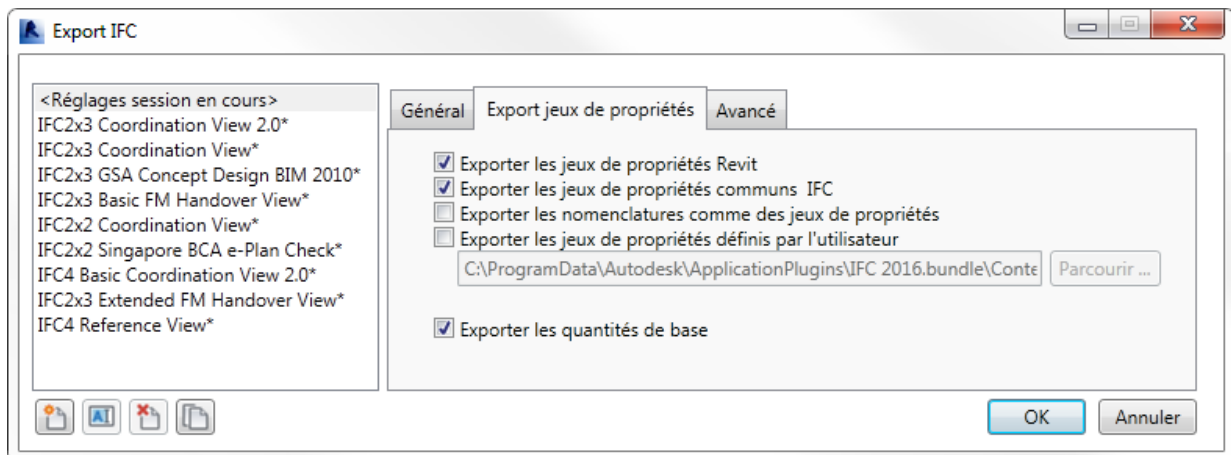 Export IFC
<Réglages session en cours>
IFC2x3 Coordination View 2.0*
IFC2x3 Coordination View*
IFC2x3 GSA Concept Design BIM 2010*
IFC2x3 Basic FM Handover View*
IFC2x2 Coordination View*
IFC2x2 Singapore BCA e-Plan Check*
IFC4 Basic Coordination View 2.0*
IFC2x3 Extended FM Handover View*
IFC4 Reference View*
Général Export jeux de propriétés Avancé
Exporter les jeux de propriétés Revit
Exporter les jeux de propriétés communs IFC
Exporter les nomenclatures comme des jeux de propriétés
Exporter les jeux de propriétés définis par l'utilisateur
C:\ProgramData\Autodesk\ApplicationPlugins\IFC 2016.bundle\Conte Parcourir ...
Exporter les quantités de base
OK Annuler